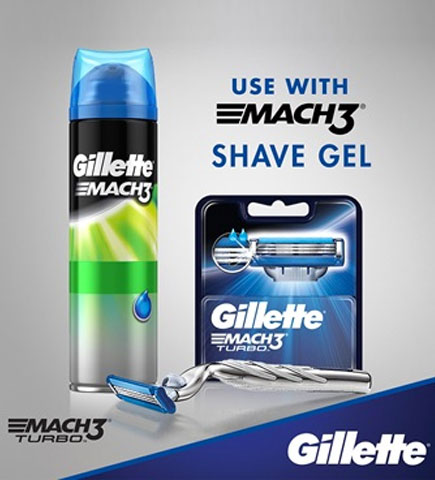 USE WITH
MACH3®
SHAVE GEL
Gillette
MACH3
Gillette
MACH3
TURBO
MACH3
TURBO
Gillette®